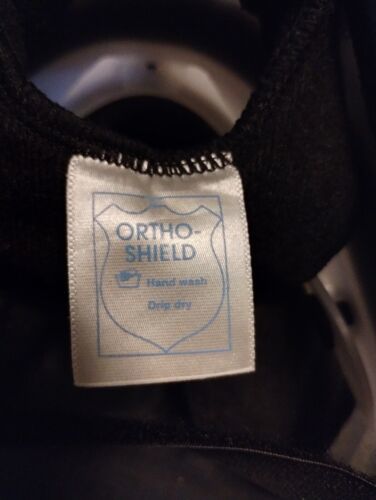 ORTHO-
SHIELD
Hand wash
Drip dry